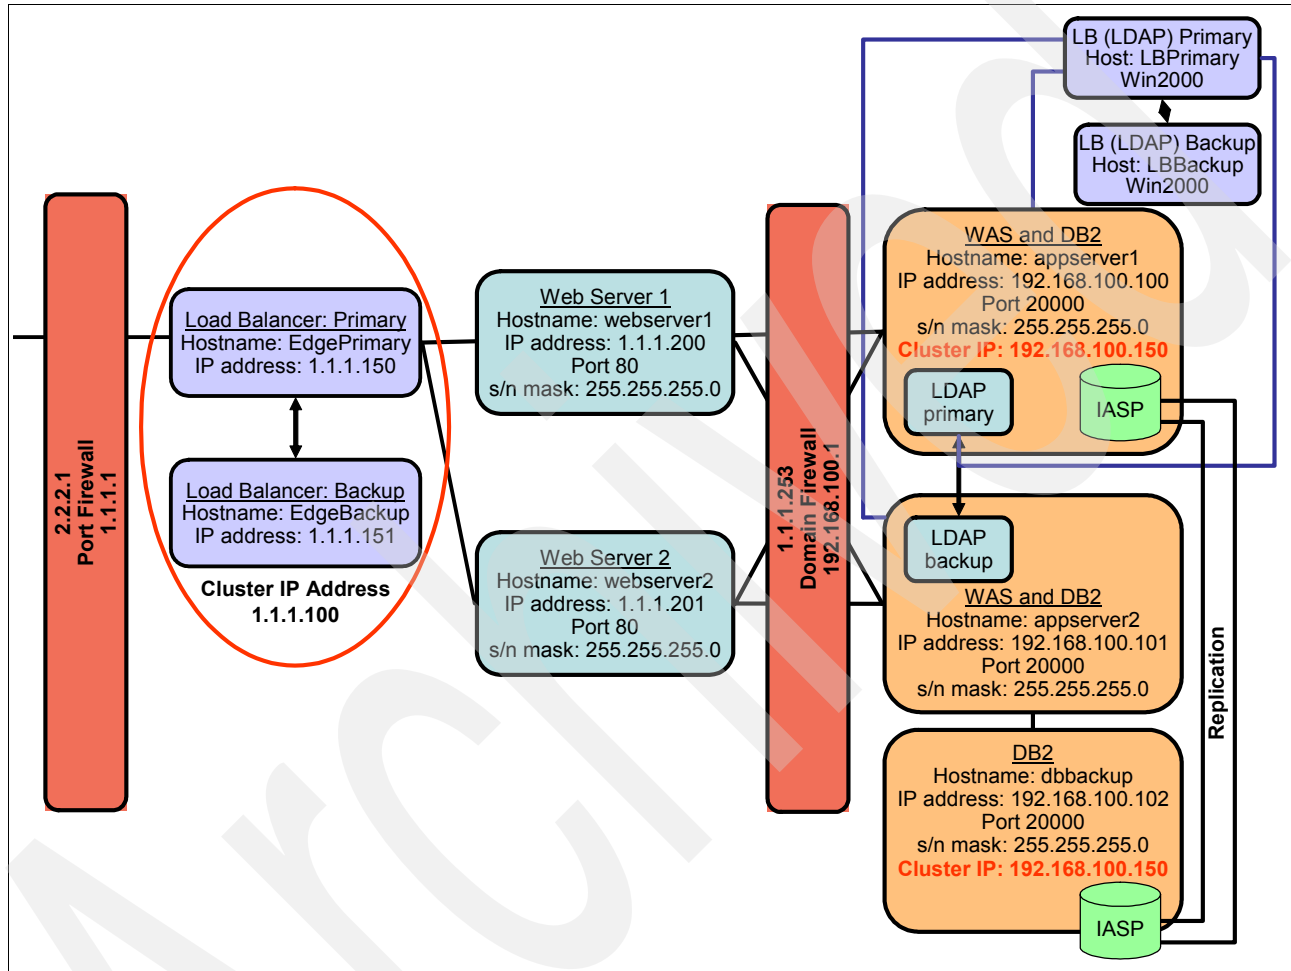 LB (LDAP) Primary
Host: LBPrimary
Win2000
LB (LDAP) Backup
Host: LBBackup
Win2000
2.2.2.1
Port Firewall
1.1.1.1
Load Balancer: Primary
Hostname: EdgePrimary
IP address: 1.1.1.150
Load Balancer: Backup
Hostname: EdgeBackup
IP address: 1.1.1.151
Cluster IP Address
1.1.1.100
Web Server 1
Hostname: webserver1
IP address: 1.1.1.200
Port 80
s/n mask: 255.255.255.0
Web Server 2
Hostname: webserver2
IP address: 1.1.1.201
Port 80
s/n mask: 255.255.255.0
1.1.1.253
Domain Firewall
192.168.100.1
WAS and DB2
Hostname: appserver1
IP address: 192.168.100.100
Port 20000
s/n mask: 255.255.255.0
Cluster IP: 192.168.100.150
LDAP
primary
IASP
LDAP
backup
WAS and DB2
Hostname: appserver2
IP address: 192.168.100.101
Port 20000
s/n mask: 255.255.255.0
DB2
Hostname: dbbackup
IP address: 192.168.100.102
Port 20000
s/n mask: 255.255.255.0
Cluster IP: 192.168.100.150
IASP
Replication
Archived